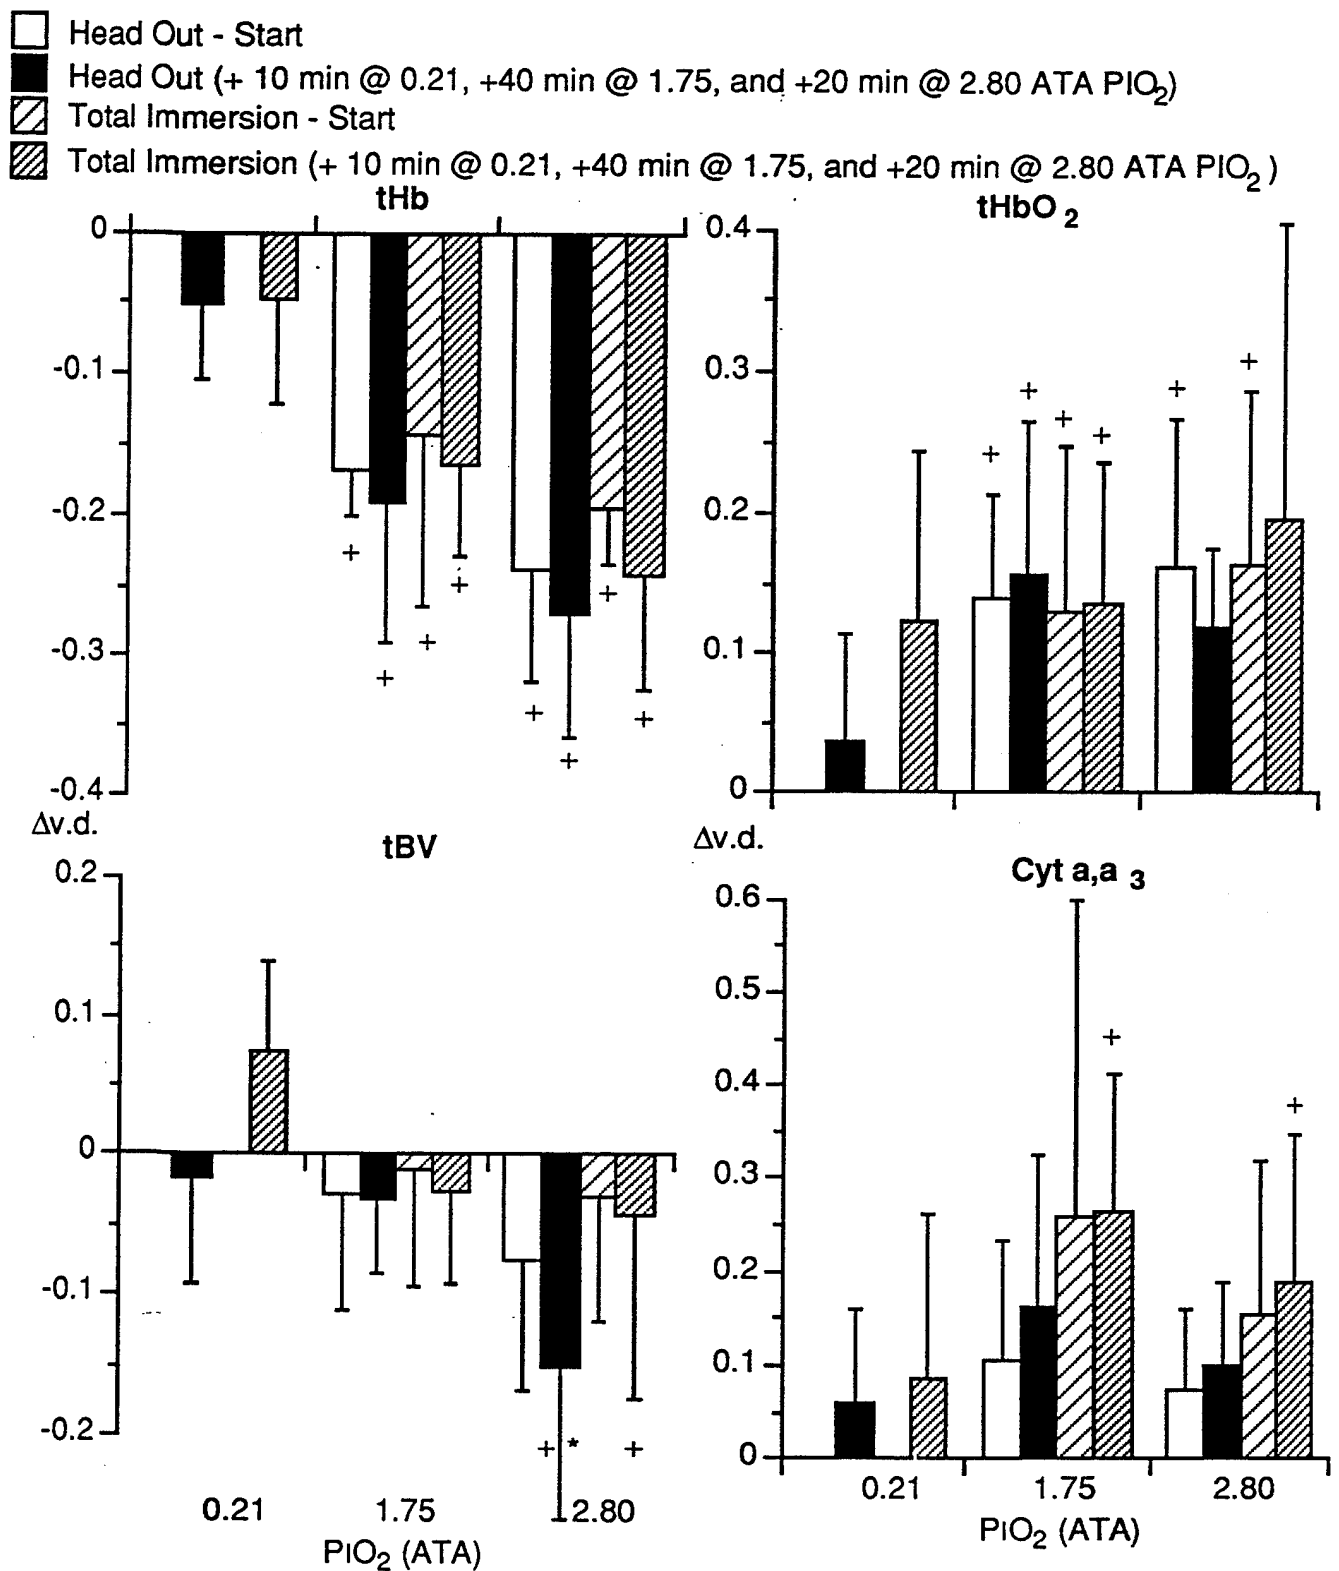 Head Out - Start
Head Out (+ 10 min @ 0.21, +40 min @ 1.75, and +20 min @ 2.80 ATA PIO2)
Total Immersion - Start
Total Immersion (+ 10 min @ 0.21, +40 min @ 1.75, and +20 min @ 2.80 ATA PIO2 )
tHb
0
-0.1
-0.2
-0.3
-0.4
+ + + +
+ + + +
tHbO2
0.4
0.3
0.2
0.1
0
+ + + +
+ +
Δv.d.
tBV
0.2
0.1
0
-0.1
-0.2
+ * +
0.21 1.75 2.80
PIO2 (ATA)
Δv.d.
Cyt a,a3
0.6
0.5
0.4
0.3
0.2
0.1
0
+ +
0.21 1.75 2.80
PIO2 (ATA)